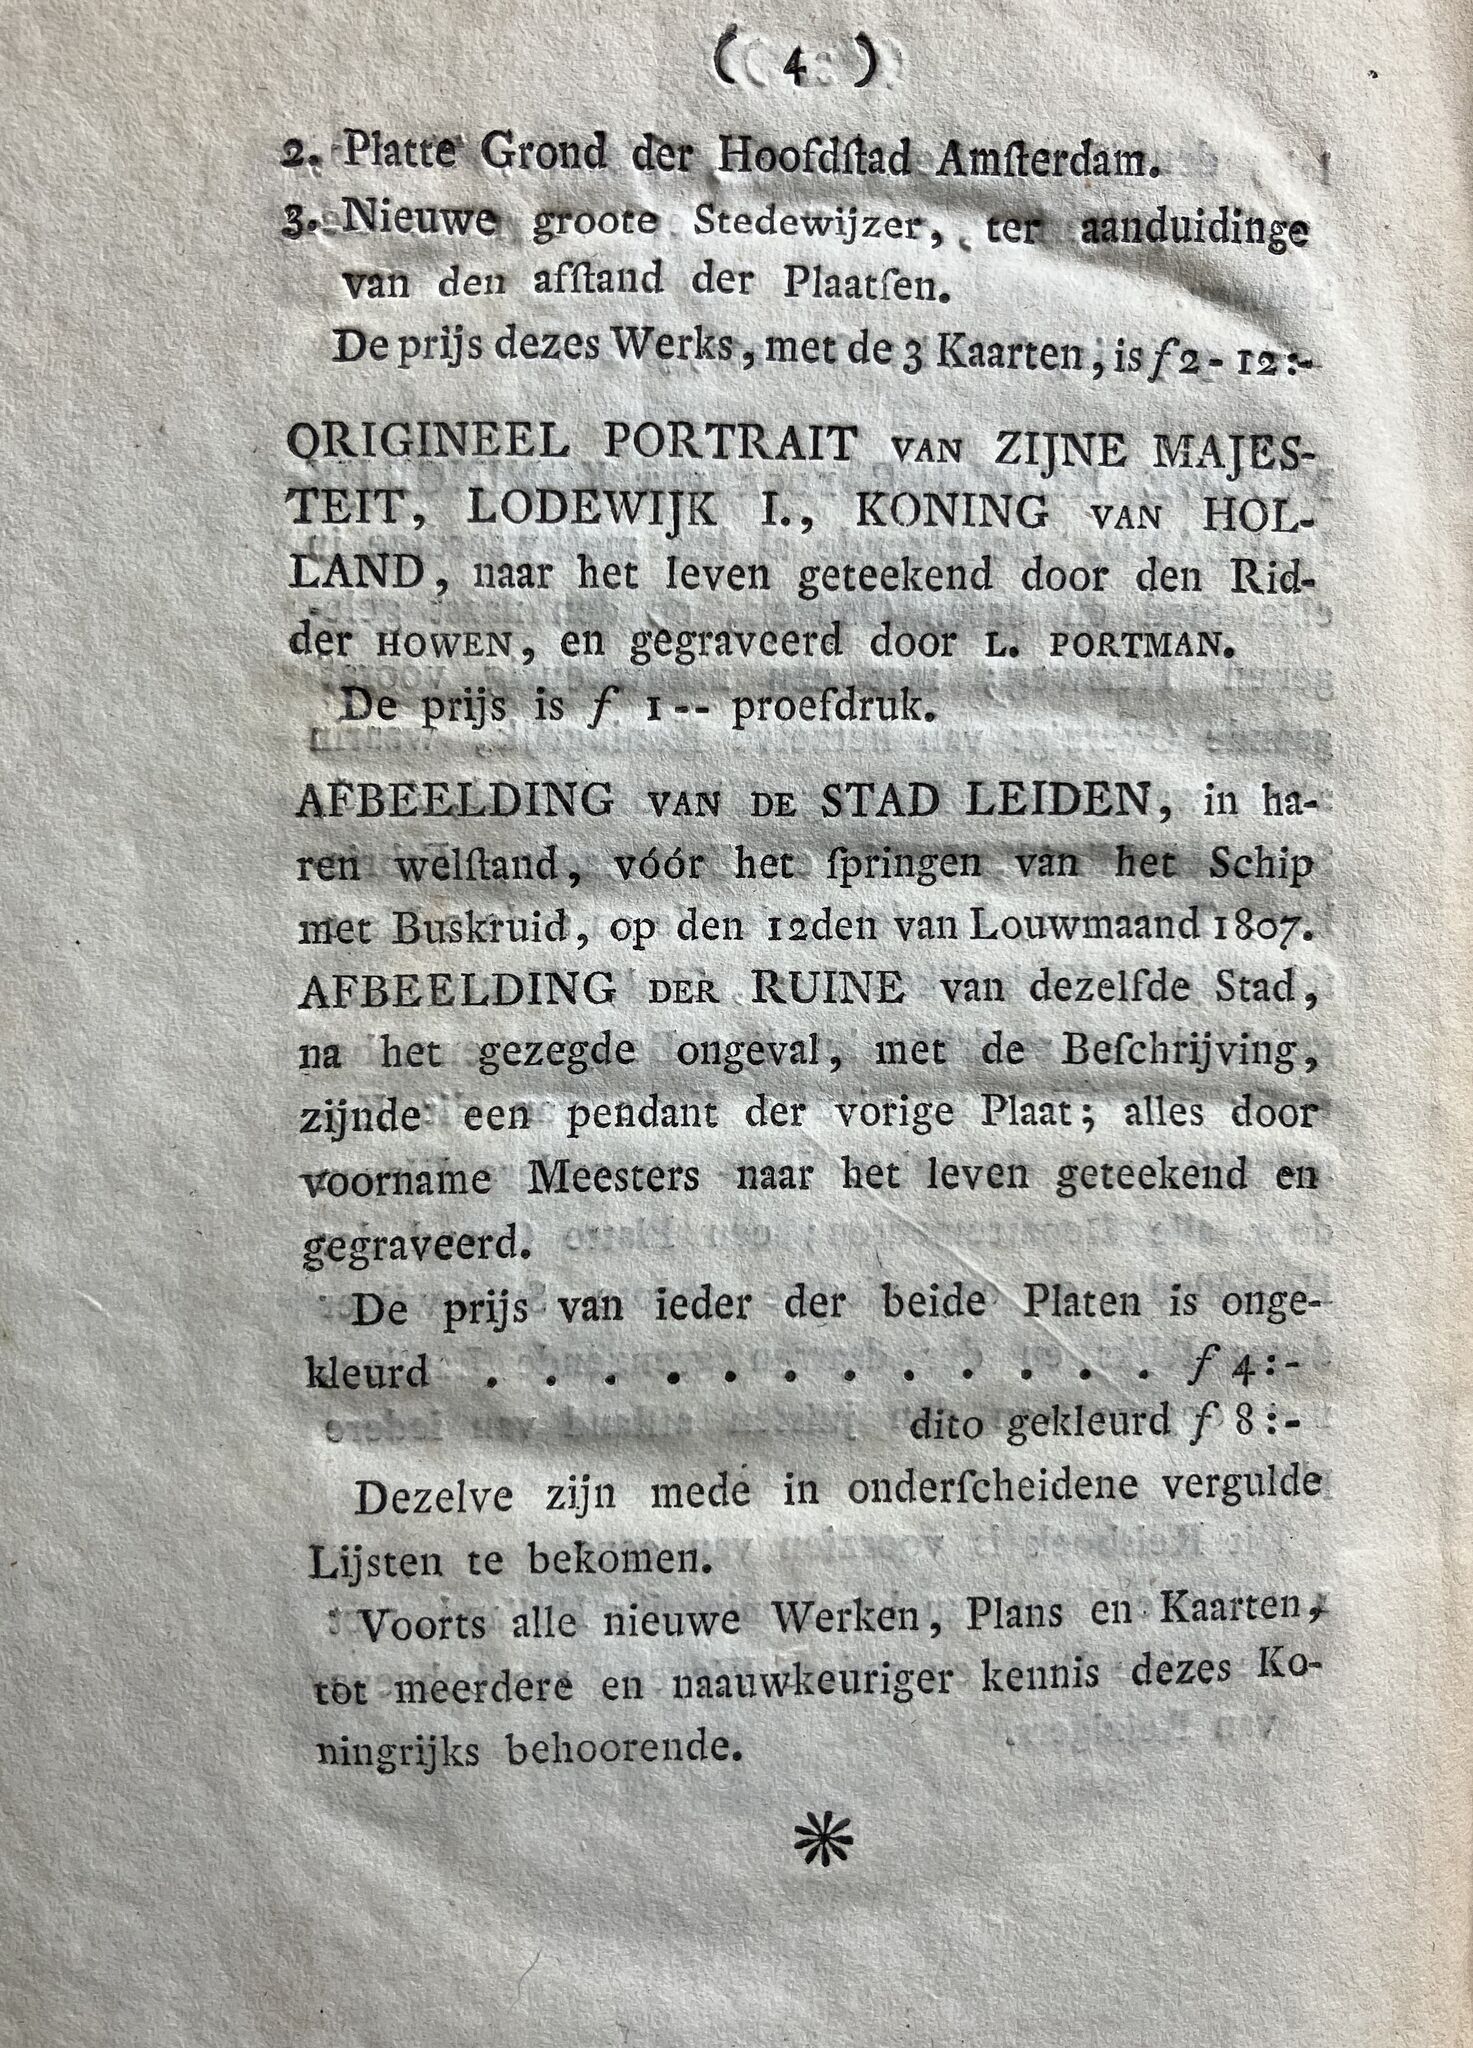 ( 4 )
2. Platte Grond der Hoofdſtad Amſterdam.
3. Nieuwe groote Stedewijzer, ter aanduidinge
van den afſtand der Plaatſen.
De prijs dezes Werks, met de 3 Kaarten, is f 2 - 12 :-
ORIGINEEL PORTRAIT VAN ZIJNE MAJES-
TEIT, LODEWIJK I., KONING VAN HOL-
LAND, naar het leven geteekend door den Rid-
der HOWEN, en gegraveerd door L. PORTMAN.
De prijs is f 1 -- proefdruk.
AFBEELDING VAN DE STAD LEIDEN, in ha-
ren welſtand, vóór het ſpringen van het Schip
met Buskruid, op den 12den van Louwmaand 1807.
AFBEELDING DER RUINE van dezelfde Stad,
na het gezegde ongeval, met de Beſchrijving,
zijnde een pendant der vorige Plaat; alles door
voorname Meesters naar het leven geteekend en
gegraveerd.
De prijs van ieder der beide Platen is onge-
kleurd . . . . . . . . . . . . f 4 :-
dito gekleurd f 8 :-
Dezelve zijn mede in onderſcheidene vergulde
Lijsten te bekomen.
Voorts alle nieuwe Werken, Plans en Kaarten,
tot meerdere en naauwkeuriger kennis dezes Ko-
ningrijks behoorende.